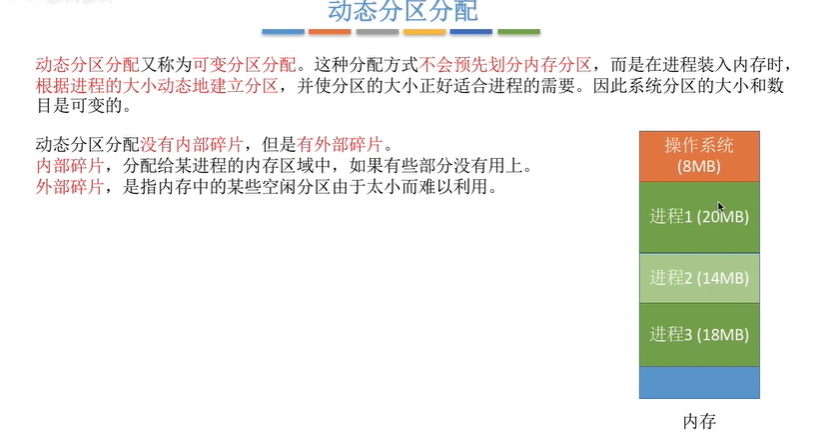 动态分区分配
动态分区分配又称为可变分区分配。这种分配方式不会预先划分内存分区，而是在进程装入内存时，
根据进程的大小动态地建立分区，并使分区的大小正好适合进程的需要。因此系统分区的大小和数
目是可变的。
动态分区分配没有内部碎片，但是有外部碎片。
内部碎片，分配给某进程的内存区域中，如果有些部分没有用上。
外部碎片，是指内存中的某些空闲分区由于太小而难以利用。
操作系统
(8MB)
进程1 (20MB)
进程2 (14MB)
进程3 (18MB)
内存